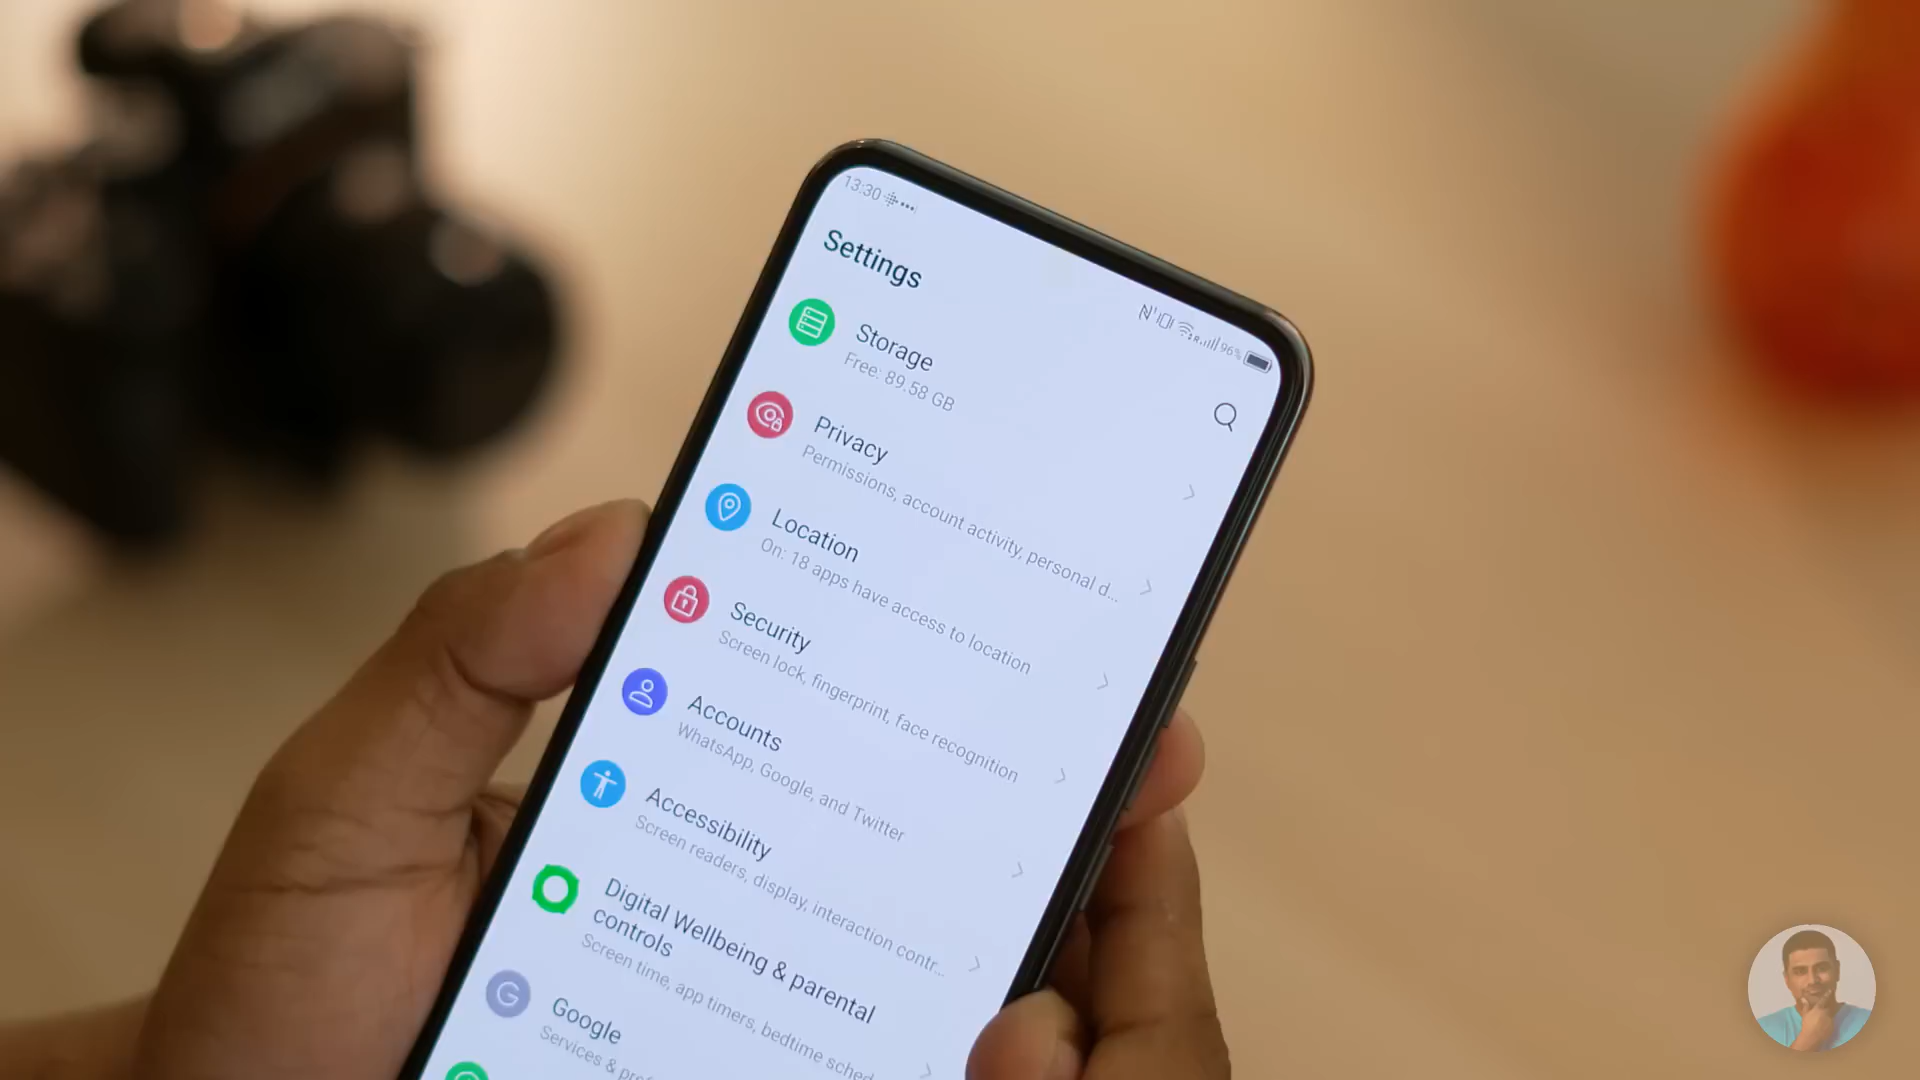 13:30
96%
Settings
Storage
Free: 89.58 GB
Privacy
Permissions, account activity, personal d...
Location
On: 18 apps have access to location
Security
Screen lock, fingerprint, face recognition
Accounts
WhatsApp, Google, and Twitter
Accessibility
Screen readers, display, interaction contr...
Digital Wellbeing & parental
controls
Screen time, app timers, bedtime sched
Google
Services &